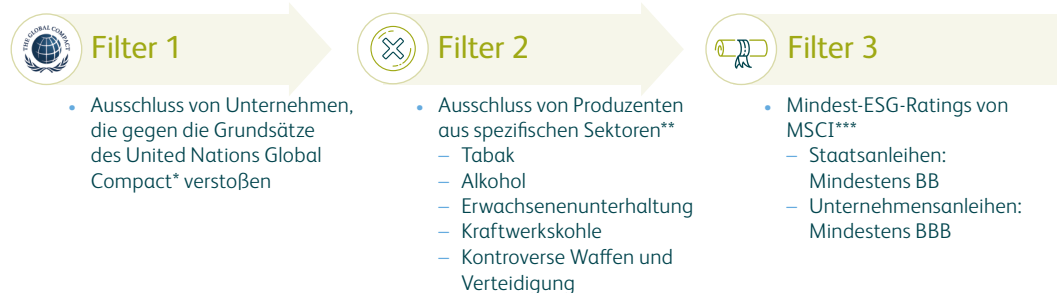 THE GLOBAL COMPACT
Filter 1
• Ausschluss von Unternehmen,
die gegen die Grundsätze
des United Nations Global
Compact* verstoßen
Filter 2
• Ausschluss von Produzenten
aus spezifischen Sektoren**
– Tabak
– Alkohol
– Erwachsenenunterhaltung
– Kraftwerkskohle
– Kontroverse Waffen und
Verteidigung
Filter 3
• Mindest-ESG-Ratings von
MSCI***
– Staatsanleihen:
Mindestens BB
– Unternehmensanleihen:
Mindestens BBB